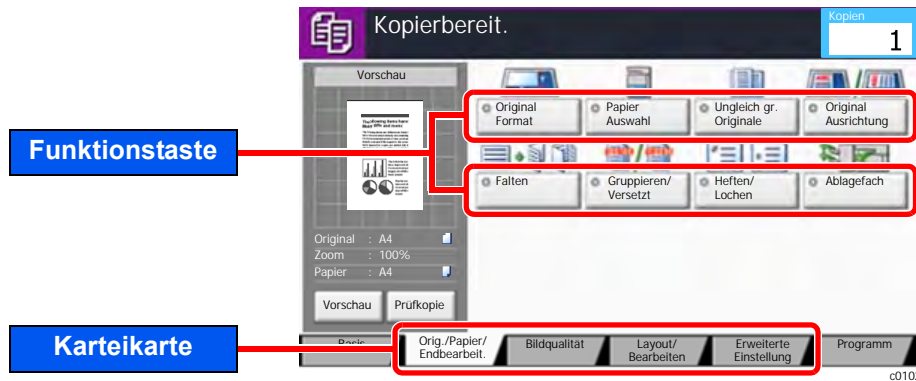 Kopierbereit.
Kopien
1
Vorschau
Original
Format
Papier
Auswahl
Ungleich gr.
Originale
Original
Ausrichtung
Funktionstaste
Falten
Gruppieren/
Versetzt
Heften/
Lochen
Ablagefach
Original : A4
Zoom : 100%
Papier : A4
Vorschau
Prüfkopie
Karteikarte
Basis
Orig./Papier/
Endbearbeit.
Bildqualität
Layout/
Bearbeiten
Erweiterte
Einstellung
Programm